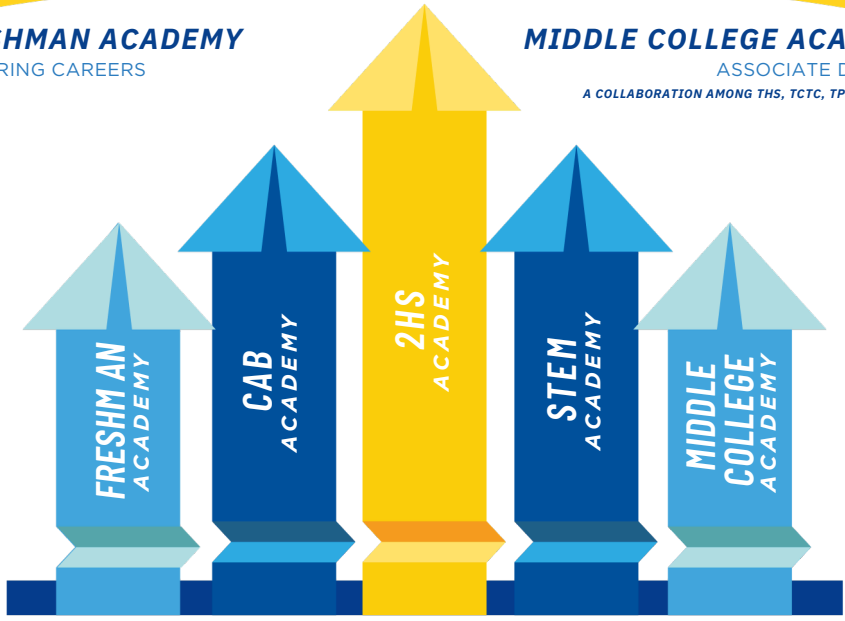 HMAN ACADEMY
RING CAREERS
MIDDLE COLLEGE ACA
ASSOCIATE D
A COLLABORATION AMONG THS, TCTC, TP
FRESHM AN
ACADEMY
CAB
ACADEMY
2HS
ACADEMY
STEM
ACADEMY
MIDDLE
COLLEGE
ACADEMY